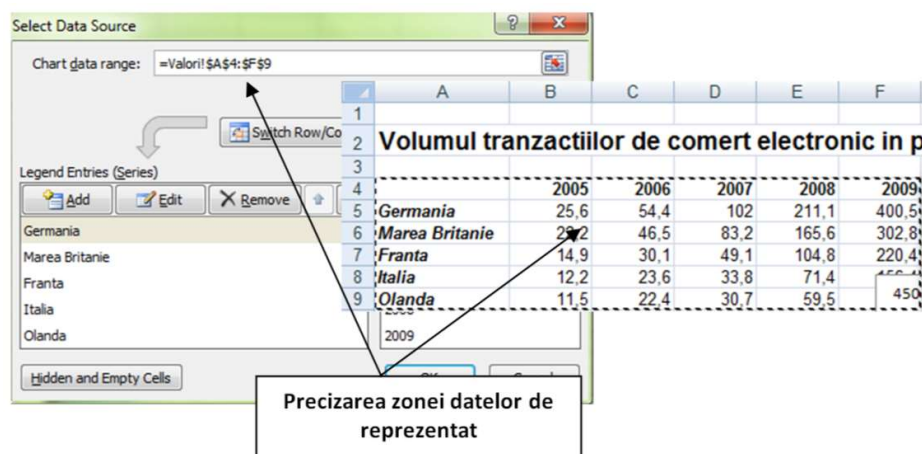 Select Data Source
Chart data range: =Valori!$A$4:$F$9
Switch Row/Co
Legend Entries (Series)
Add Edit Remove
Germania
Marea Britanie
Franta
Italia
Olanda
2009
Hidden and Empty Cells
A B C D E F
1
2 Volumul tranzactiilor de comert electronic in p
3
4 2005 2006 2007 2008 2009
5 Germania 25,6 54,4 102 211,1 400,5
6 Marea Britanie 46,5 83,2 165,6 302,8
7 Franta 14,9 30,1 49,1 104,8 220,4
8 Italia 12,2 23,6 33,8 71,4
9 Olanda 11,5 22,4 30,7 59,5 450
Precizarea zonei datelor de
reprezentat